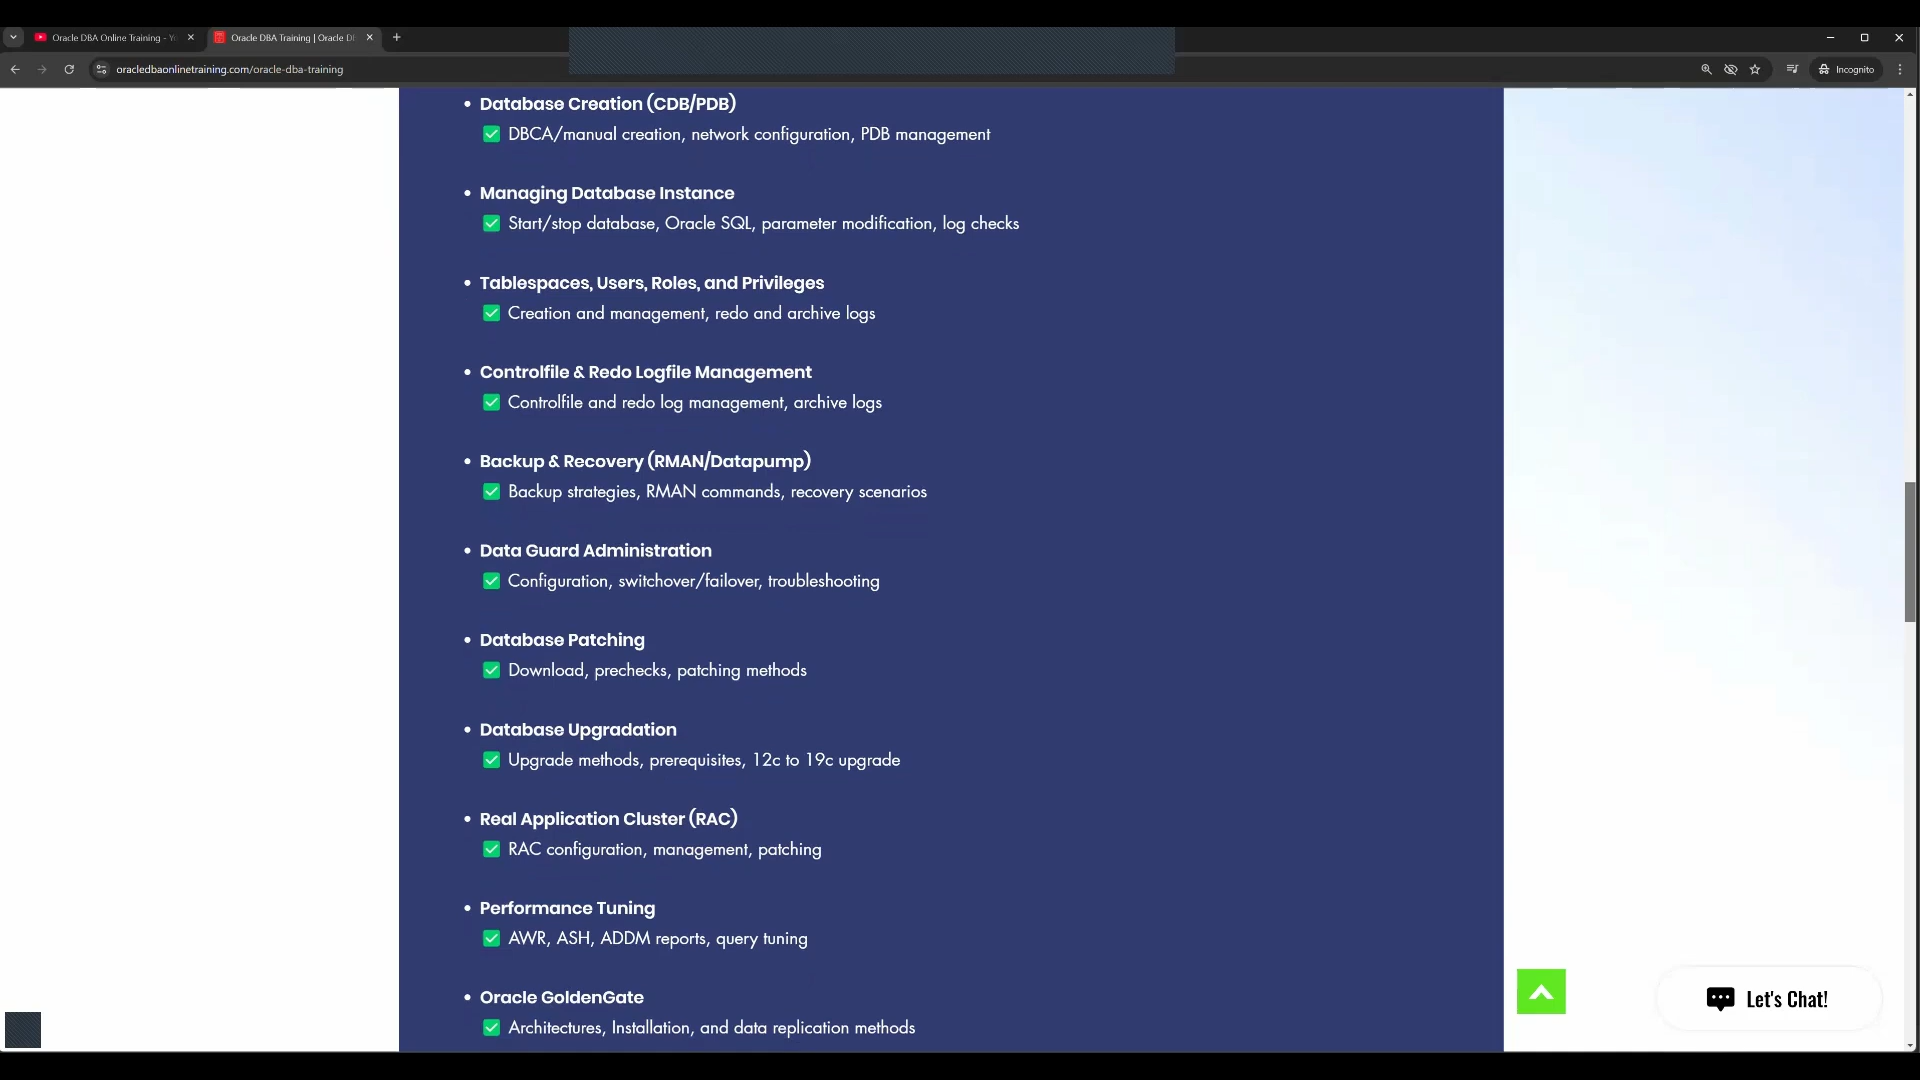 Oracle DBA Online Training - Y
Oracle DBA Training | Oracle D
oracledbaonlinetraining.com/oracle-dba-training
Incognito
• Database Creation (CDB/PDB)
✅ DBCA/manual creation, network configuration, PDB management
• Managing Database Instance
✅ Start/stop database, Oracle SQL, parameter modification, log checks
• Tablespaces, Users, Roles, and Privileges
✅ Creation and management, redo and archive logs
• Controlfile & Redo Logfile Management
✅ Controlfile and redo log management, archive logs
• Backup & Recovery (RMAN/Datapump)
✅ Backup strategies, RMAN commands, recovery scenarios
• Data Guard Administration
✅ Configuration, switchover/failover, troubleshooting
• Database Patching
✅ Download, prechecks, patching methods
• Database Upgradation
✅ Upgrade methods, prerequisites, 12c to 19c upgrade
• Real Application Cluster (RAC)
✅ RAC configuration, management, patching
• Performance Tuning
✅ AWR, ASH, ADDM reports, query tuning
• Oracle GoldenGate
✅ Architectures, Installation, and data replication methods
Let's Chat!